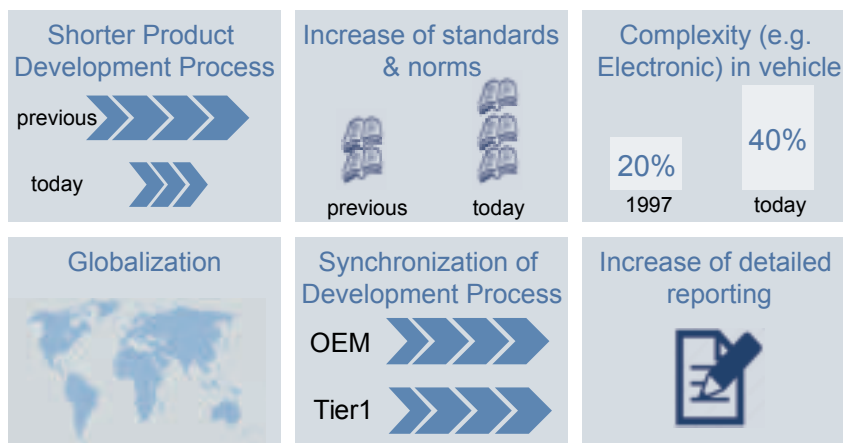 Shorter Product
Development Process
previous
today
Increase of standards
& norms
previous
today
Complexity (e.g.
Electronic) in vehicle
20%
40%
1997
today
Globalization
Synchronization of
Development Process
OEM
Tier1
Increase of detailed
reporting